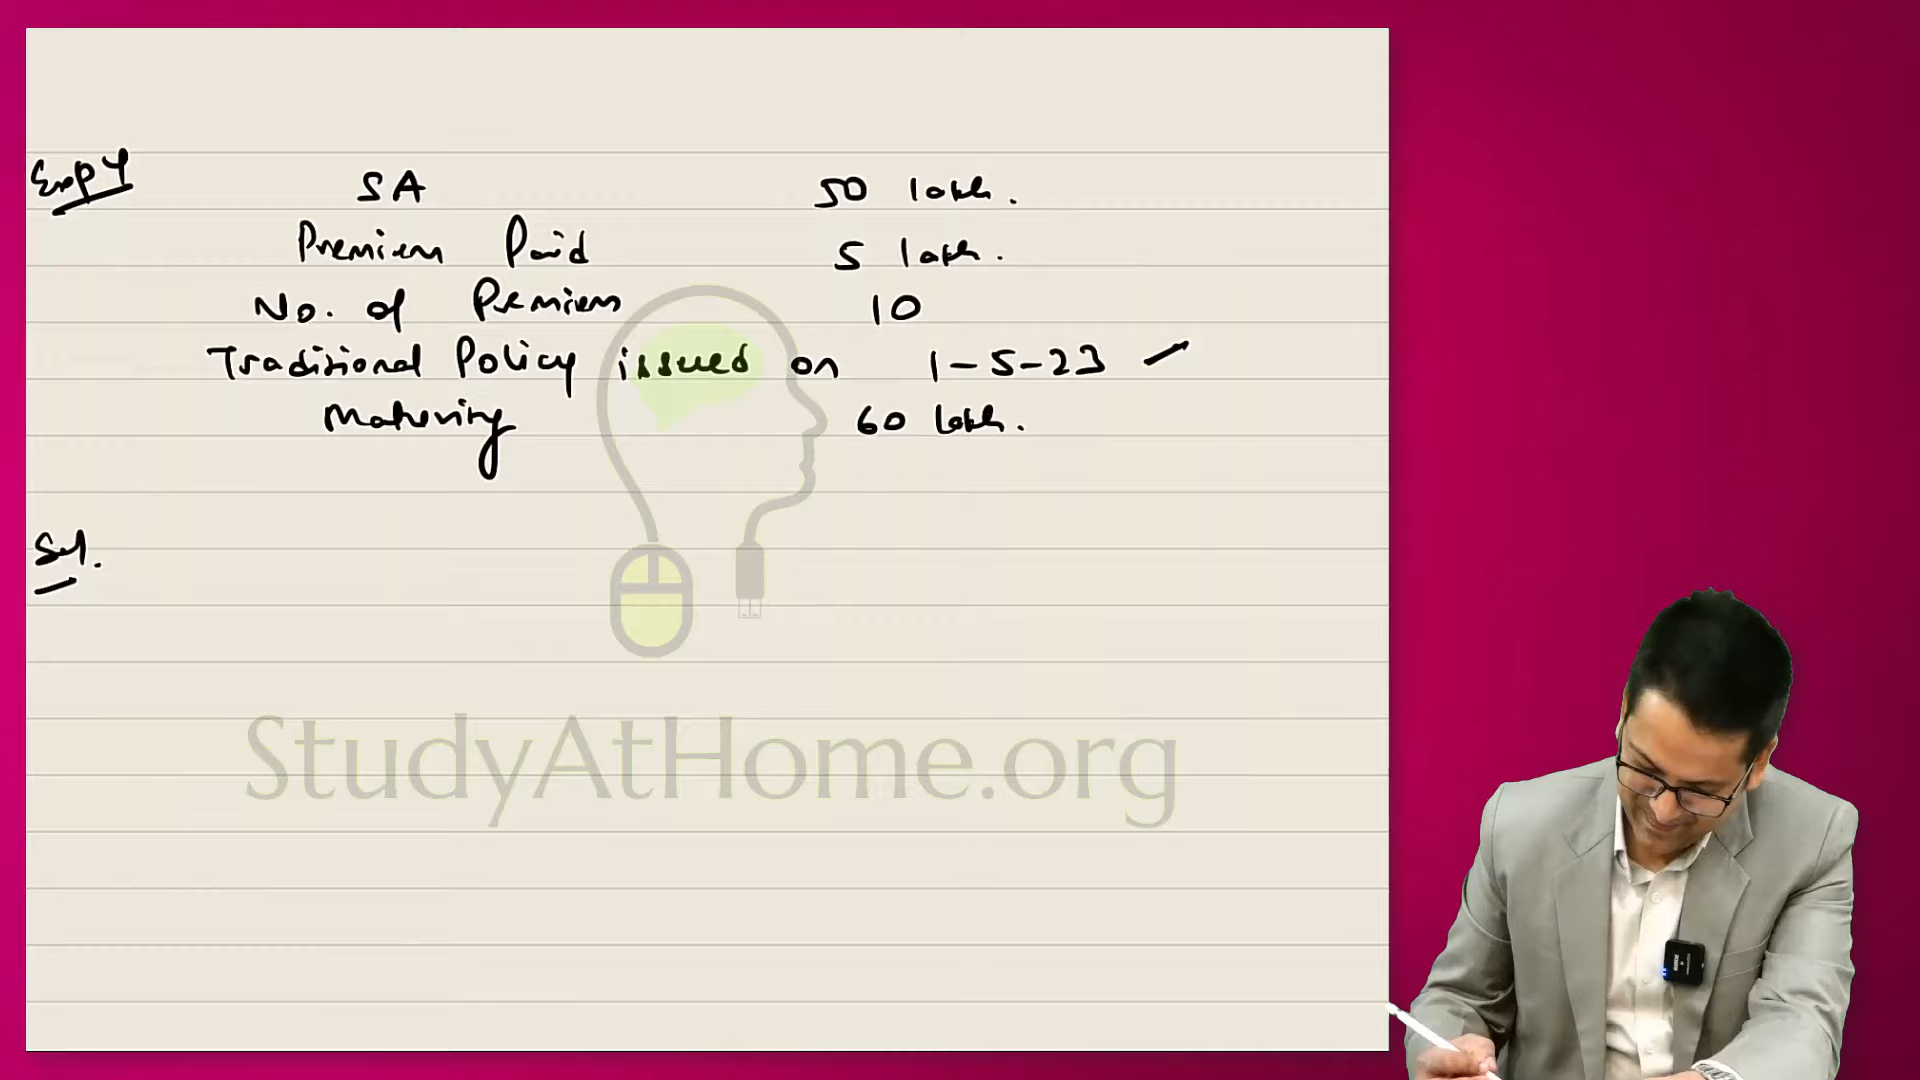 Exp 4
SA 50 lakh.
Premium Paid 5 lakh.
No. of Premium 10
Traditional Policy issued on 1-5-23
Maturity 60 lakh.
Sol.
StudyAtHome.org